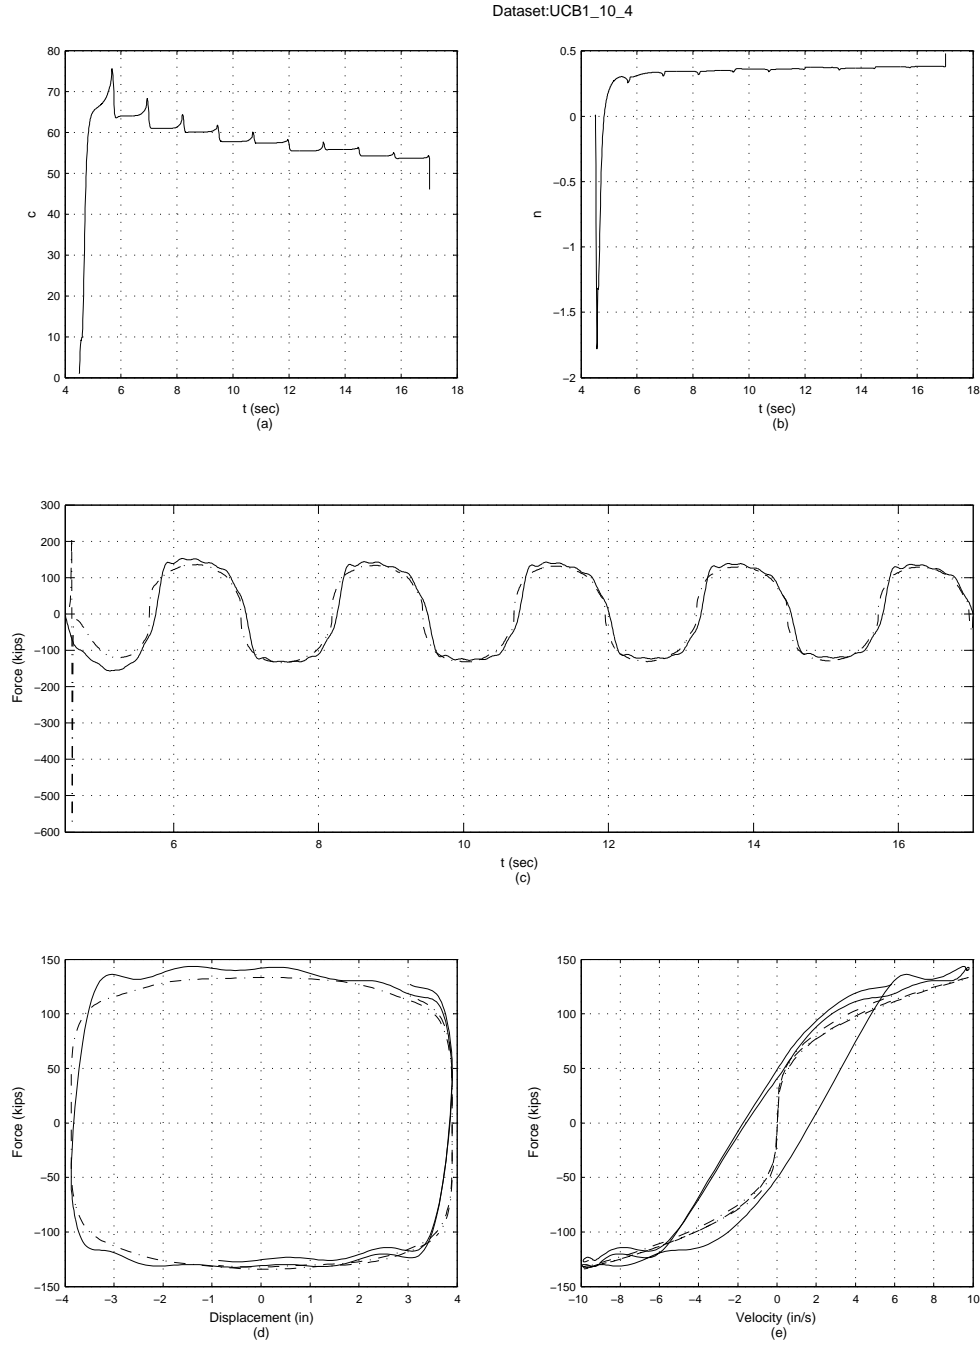 Dataset:UCB1_10_4
80
70
60
50
40
30
20
10
0
c
4 6 8 10 12 14 16 18
t (sec)
(a)
0.5
0
−0.5
−1
−1.5
−2
n
4 6 8 10 12 14 16 18
t (sec)
(b)
300
200
100
0
−100
−200
−300
−400
−500
−600
Force (kips)
6 8 10 12 14 16
t (sec)
(c)
150
100
50
0
−50
−100
−150
Force (kips)
−4 −3 −2 −1 0 1 2 3 4
Displacement (in)
(d)
150
100
50
0
−50
−100
−150
Force (kips)
−10 −8 −6 −4 −2 0 2 4 6 8 10
Velocity (in/s)
(e)